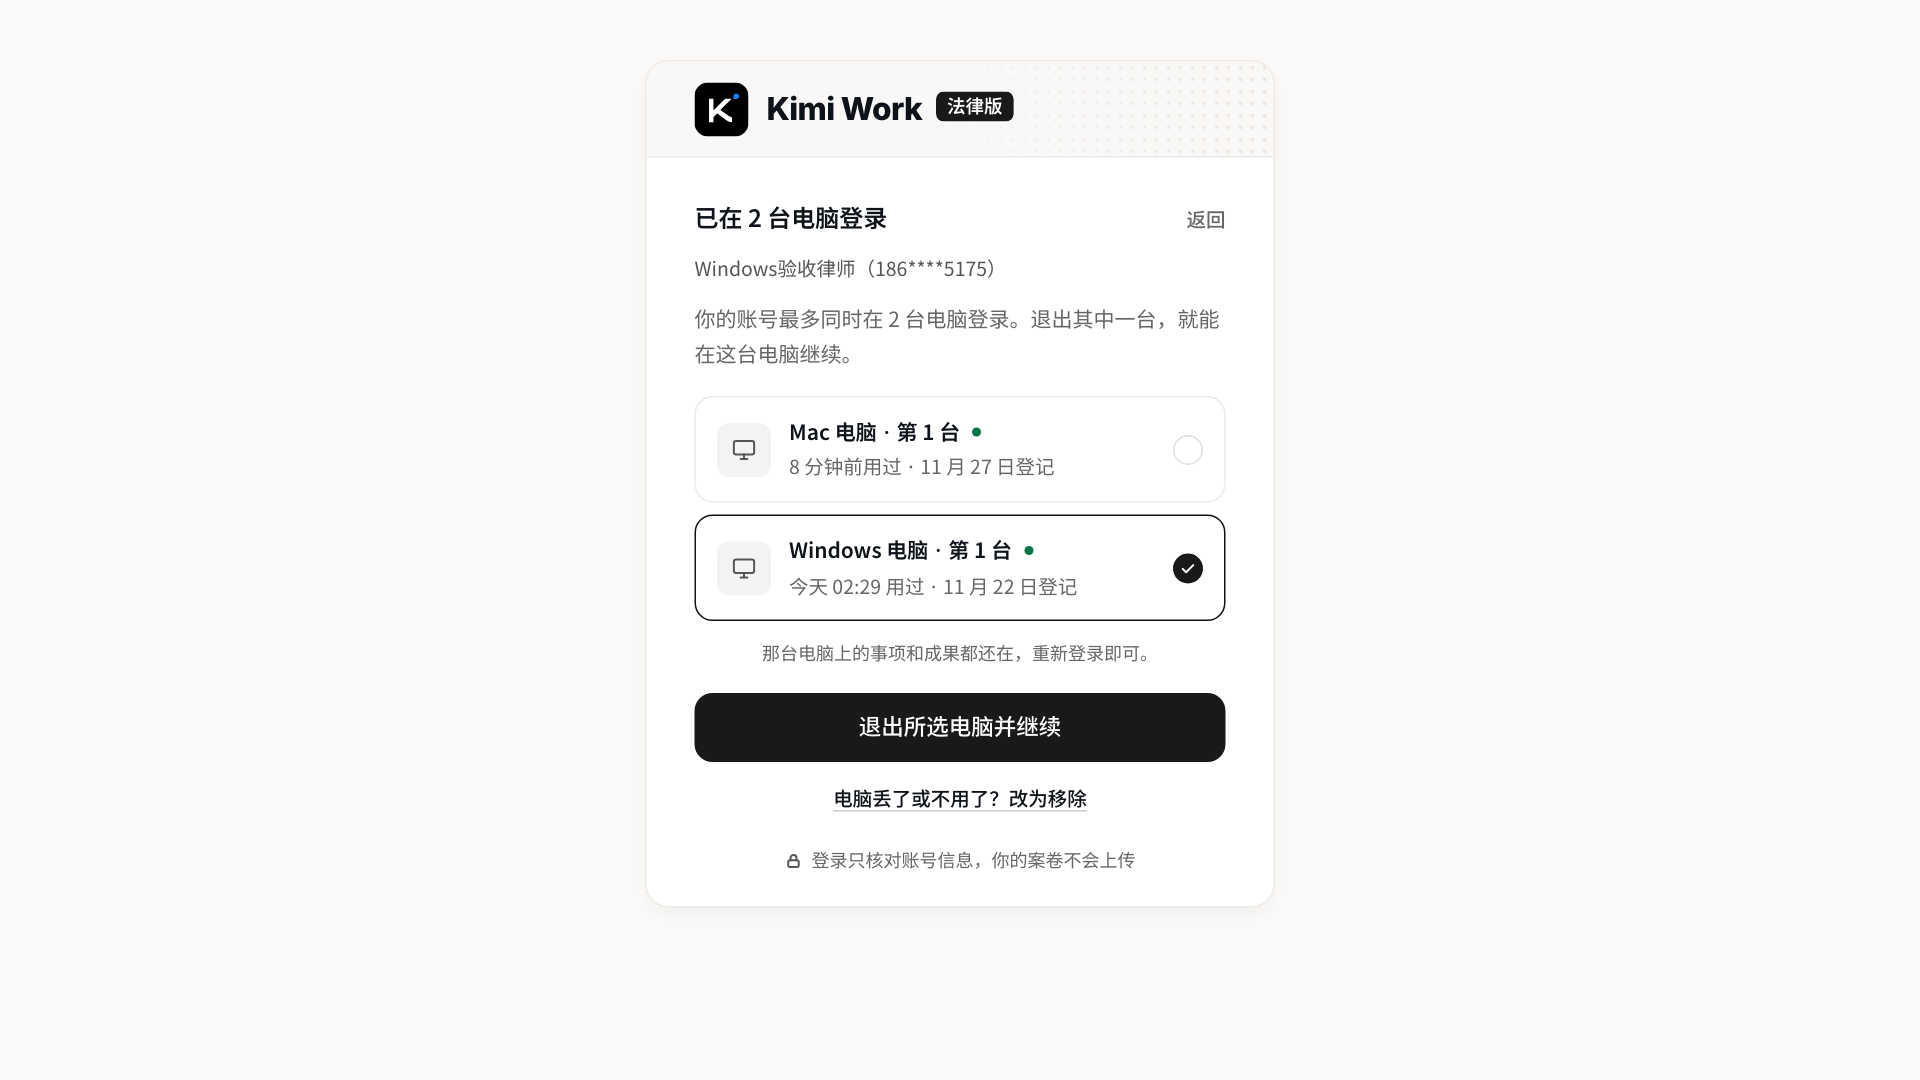 Kimi Work 法律版
已在 2 台电脑登录 返回
Windows验收律师（186****5175）
你的账号最多同时在 2 台电脑登录。退出其中一台，就能
在这台电脑继续。
Mac 电脑 · 第 1 台
8 分钟前用过 · 11 月 27 日登记
Windows 电脑 · 第 1 台
今天 02:29 用过 · 11 月 22 日登记
那台电脑上的事项和成果都还在，重新登录即可。
退出所选电脑并继续
电脑丢了或不用了？改为移除
登录只核对账号信息，你的案卷不会上传